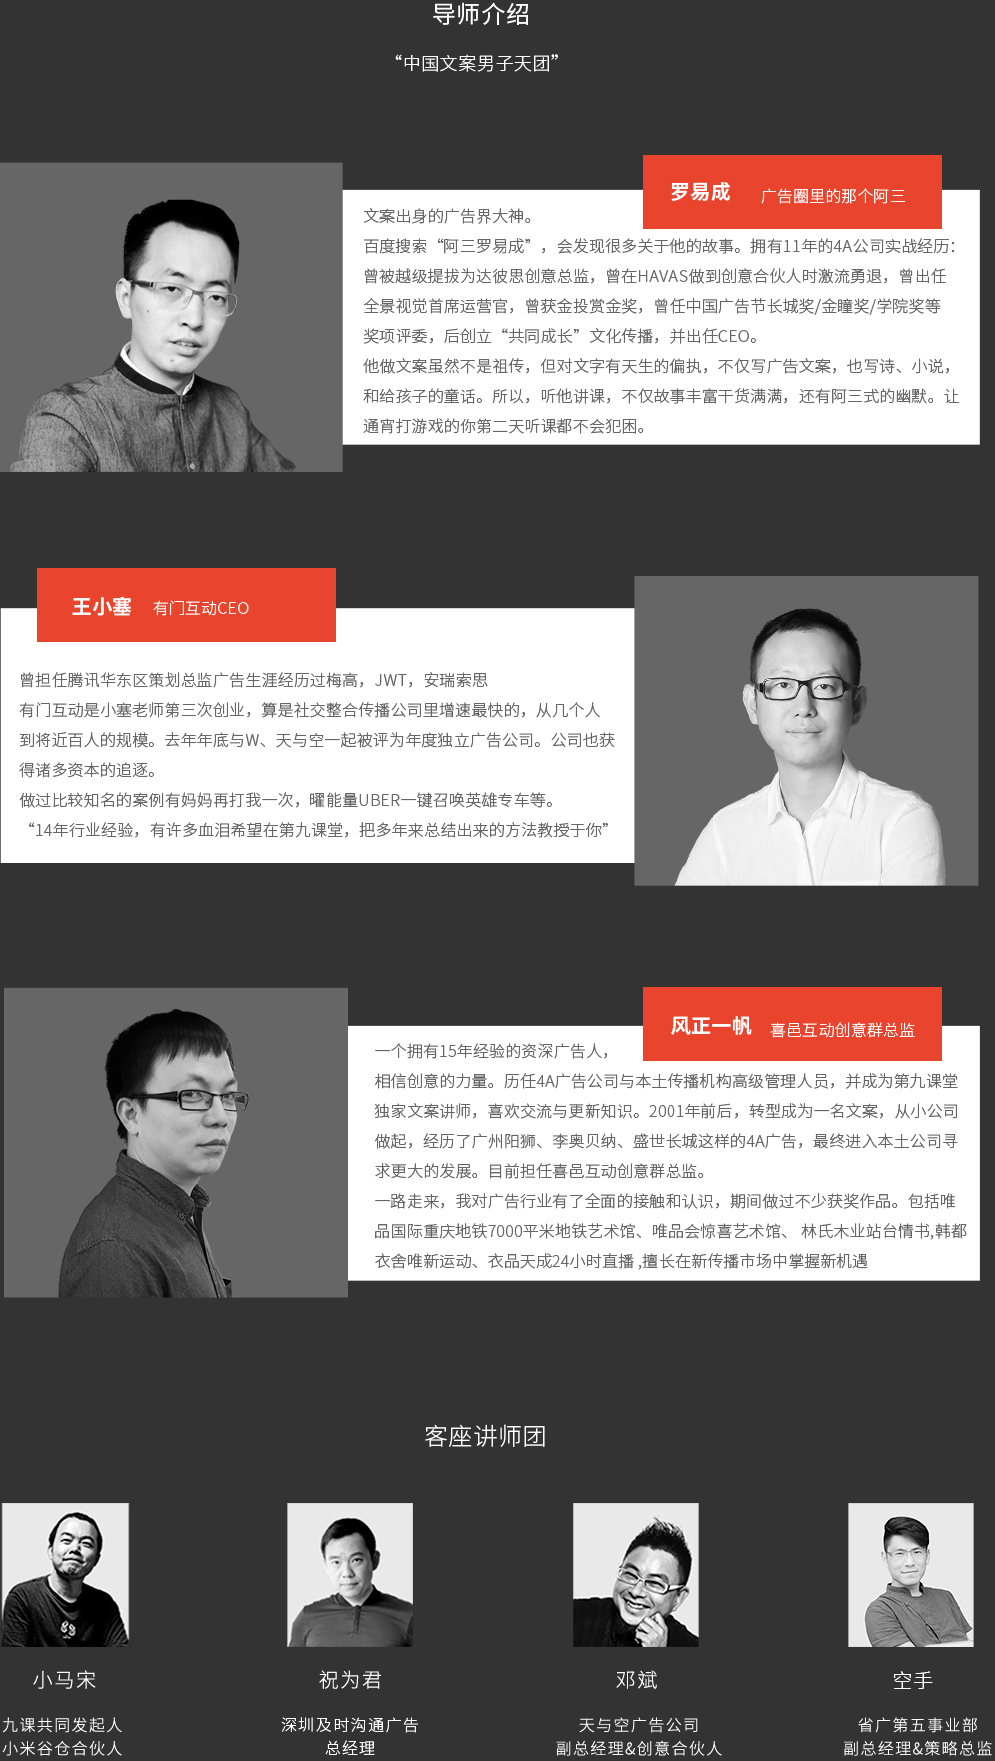 导师介绍
“中国文案男子天团”
罗易成 广告圈里的那个阿三
文案出身的广告界大神。
百度搜索“阿三罗易成”，会发现很多关于他的故事。拥有11年的4A公司实战经历：
曾被越级提拔为达彼思创意总监，曾在HAVAS做到创意合伙人时激流勇退，曾出任
全景视觉首席运营官，曾获金投赏金奖，曾任中国广告节长城奖/金瞳奖/学院奖等
奖项评委，后创立“共同成长”文化传播，并出任CEO。
他做文案虽然不是祖传，但对文字有天生的偏执，不仅写广告文案，也写诗、小说，
和给孩子的童话。所以，听他讲课，不仅故事丰富干货满满，还有阿三式的幽默。让
通宵打游戏的你第二天听课都不会犯困。
王小塞 有门互动CEO
曾担任腾讯华东区策划总监广告生涯经历过梅高，JWT，安瑞索思
有门互动是小塞老师第三次创业，算是社交整合传播公司里增速最快的，从几个人
到将近百人的规模。去年年底与W、天与空一起被评为年度独立广告公司。公司也获
得诸多资本的追逐。
做过比较知名的案例有妈妈再打我一次，曜能量UBER一键召唤英雄专车等。
“14年行业经验，有许多血泪希望在第九课堂，把多年来总结出来的方法教授于你”
风正一帆 喜邑互动创意群总监
一个拥有15年经验的资深广告人，
相信创意的力量。历任4A广告公司与本土传播机构高级管理人员，并成为第九课堂
独家文案讲师，喜欢交流与更新知识。2001年前后，转型成为一名文案，从小公司
做起，经历了广州阳狮、李奥贝纳、盛世长城这样的4A广告，最终进入本土公司寻
求更大的发展。目前担任喜邑互动创意群总监。
一路走来，我对广告行业有了全面的接触和认识，期间做过不少获奖作品。包括唯
品国际重庆地铁7000平米地铁艺术馆、唯品会惊喜艺术馆、 林氏木业站台情书,韩都
衣舍唯新运动、衣品天成24小时直播 ,擅长在新传播市场中掌握新机遇
客座讲师团
小马宋
九课共同发起人
小米谷仓合伙人
祝为君
深圳及时沟通广告
总经理
邓斌
天与空广告公司
副总经理&创意合伙人
空手
省广第五事业部
副总经理&策略总监